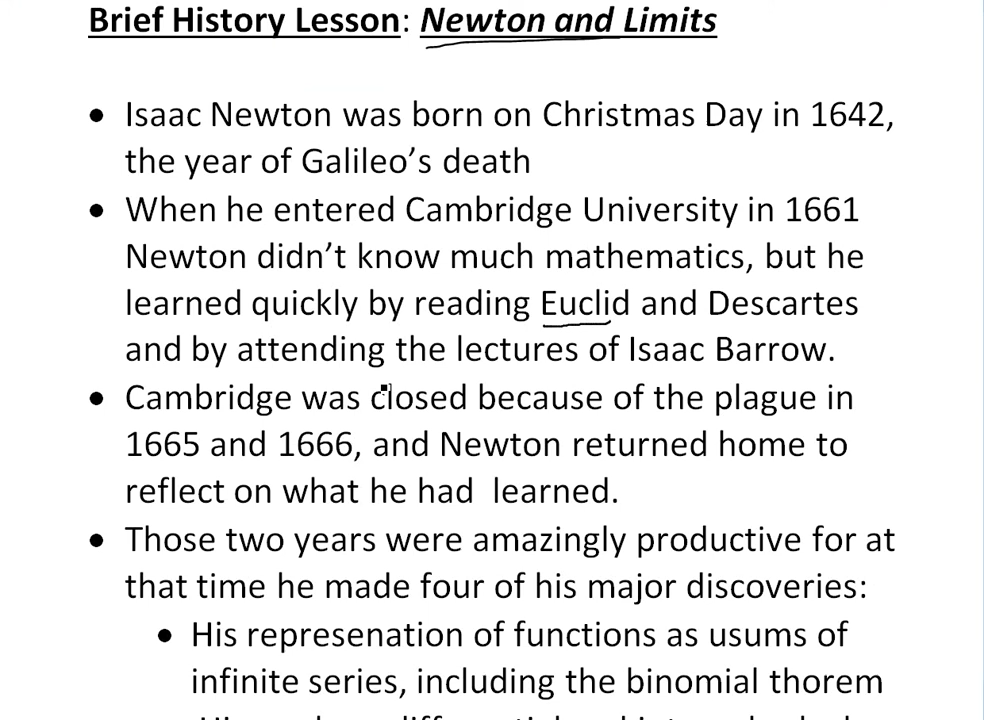 Brief History Lesson: Newton and Limits
• Isaac Newton was born on Christmas Day in 1642,
the year of Galileo’s death
• When he entered Cambridge University in 1661
Newton didn’t know much mathematics, but he
learned quickly by reading Euclid and Descartes
and by attending the lectures of Isaac Barrow.
• Cambridge was closed because of the plague in
1665 and 1666, and Newton returned home to
reflect on what he had  learned.
• Those two years were amazingly productive for at
that time he made four of his major discoveries:
• His represenation of functions as usums of
infinite series, including the binomial thorem